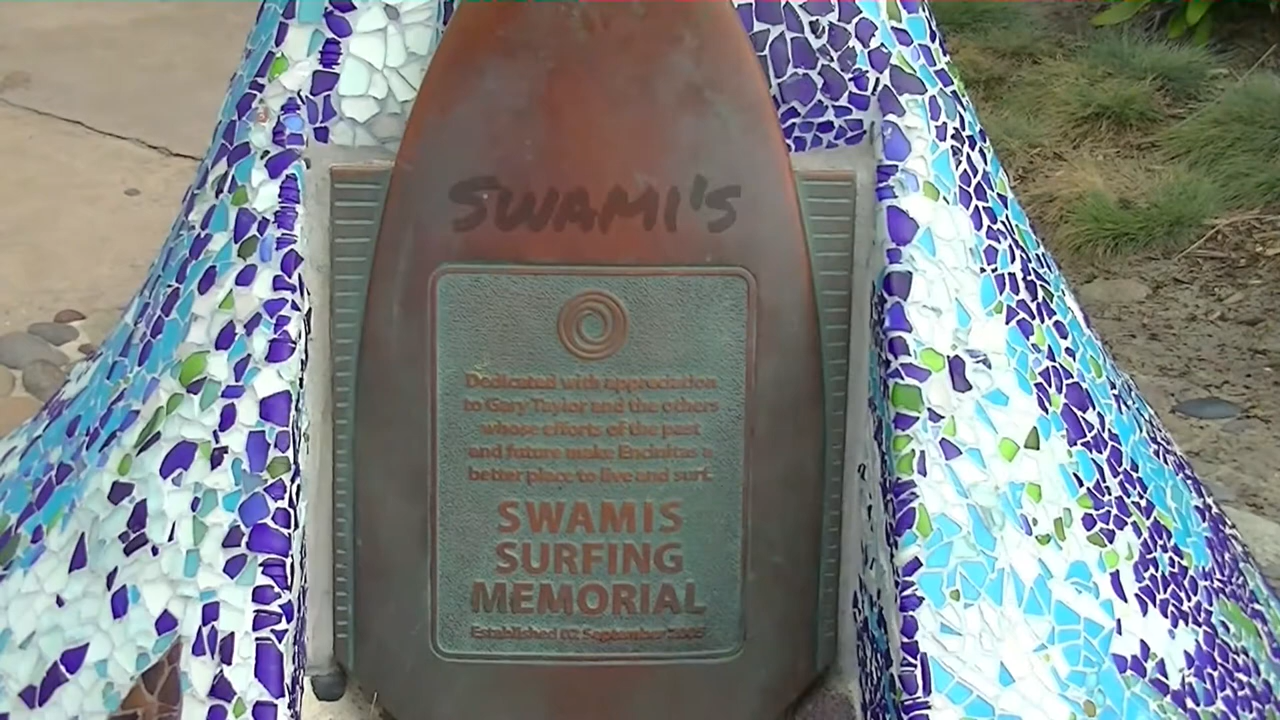 SWAMI'S
Dedicated with appreciation
to Gary Taylor and the others
whose efforts of the past
and future make Encinitas a
better place to live and surf.
SWAMIS
SURFING
MEMORIAL
Established 02 September